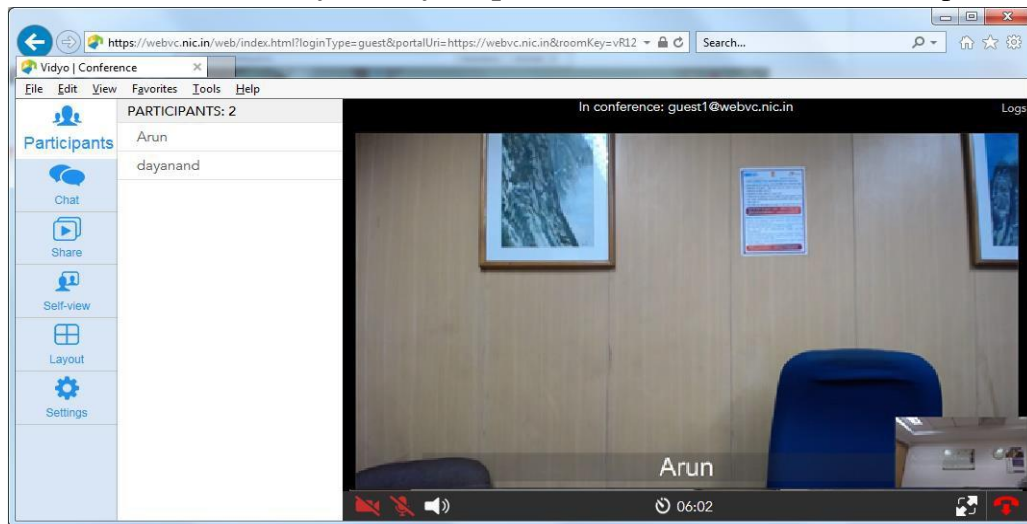 https://webvc.nic.in/web/index.html?loginType=guest&portalUri=https://webvc.nic.in&roomKey=vR12
Search...
Vidyo | Conference
File Edit View Favorites Tools Help
PARTICIPANTS: 2
In conference: guest1@webvc.nic.in
Logs
Participants
Arun
dayanand
Chat
Share
Self-view
Layout
Settings
Arun
06:02